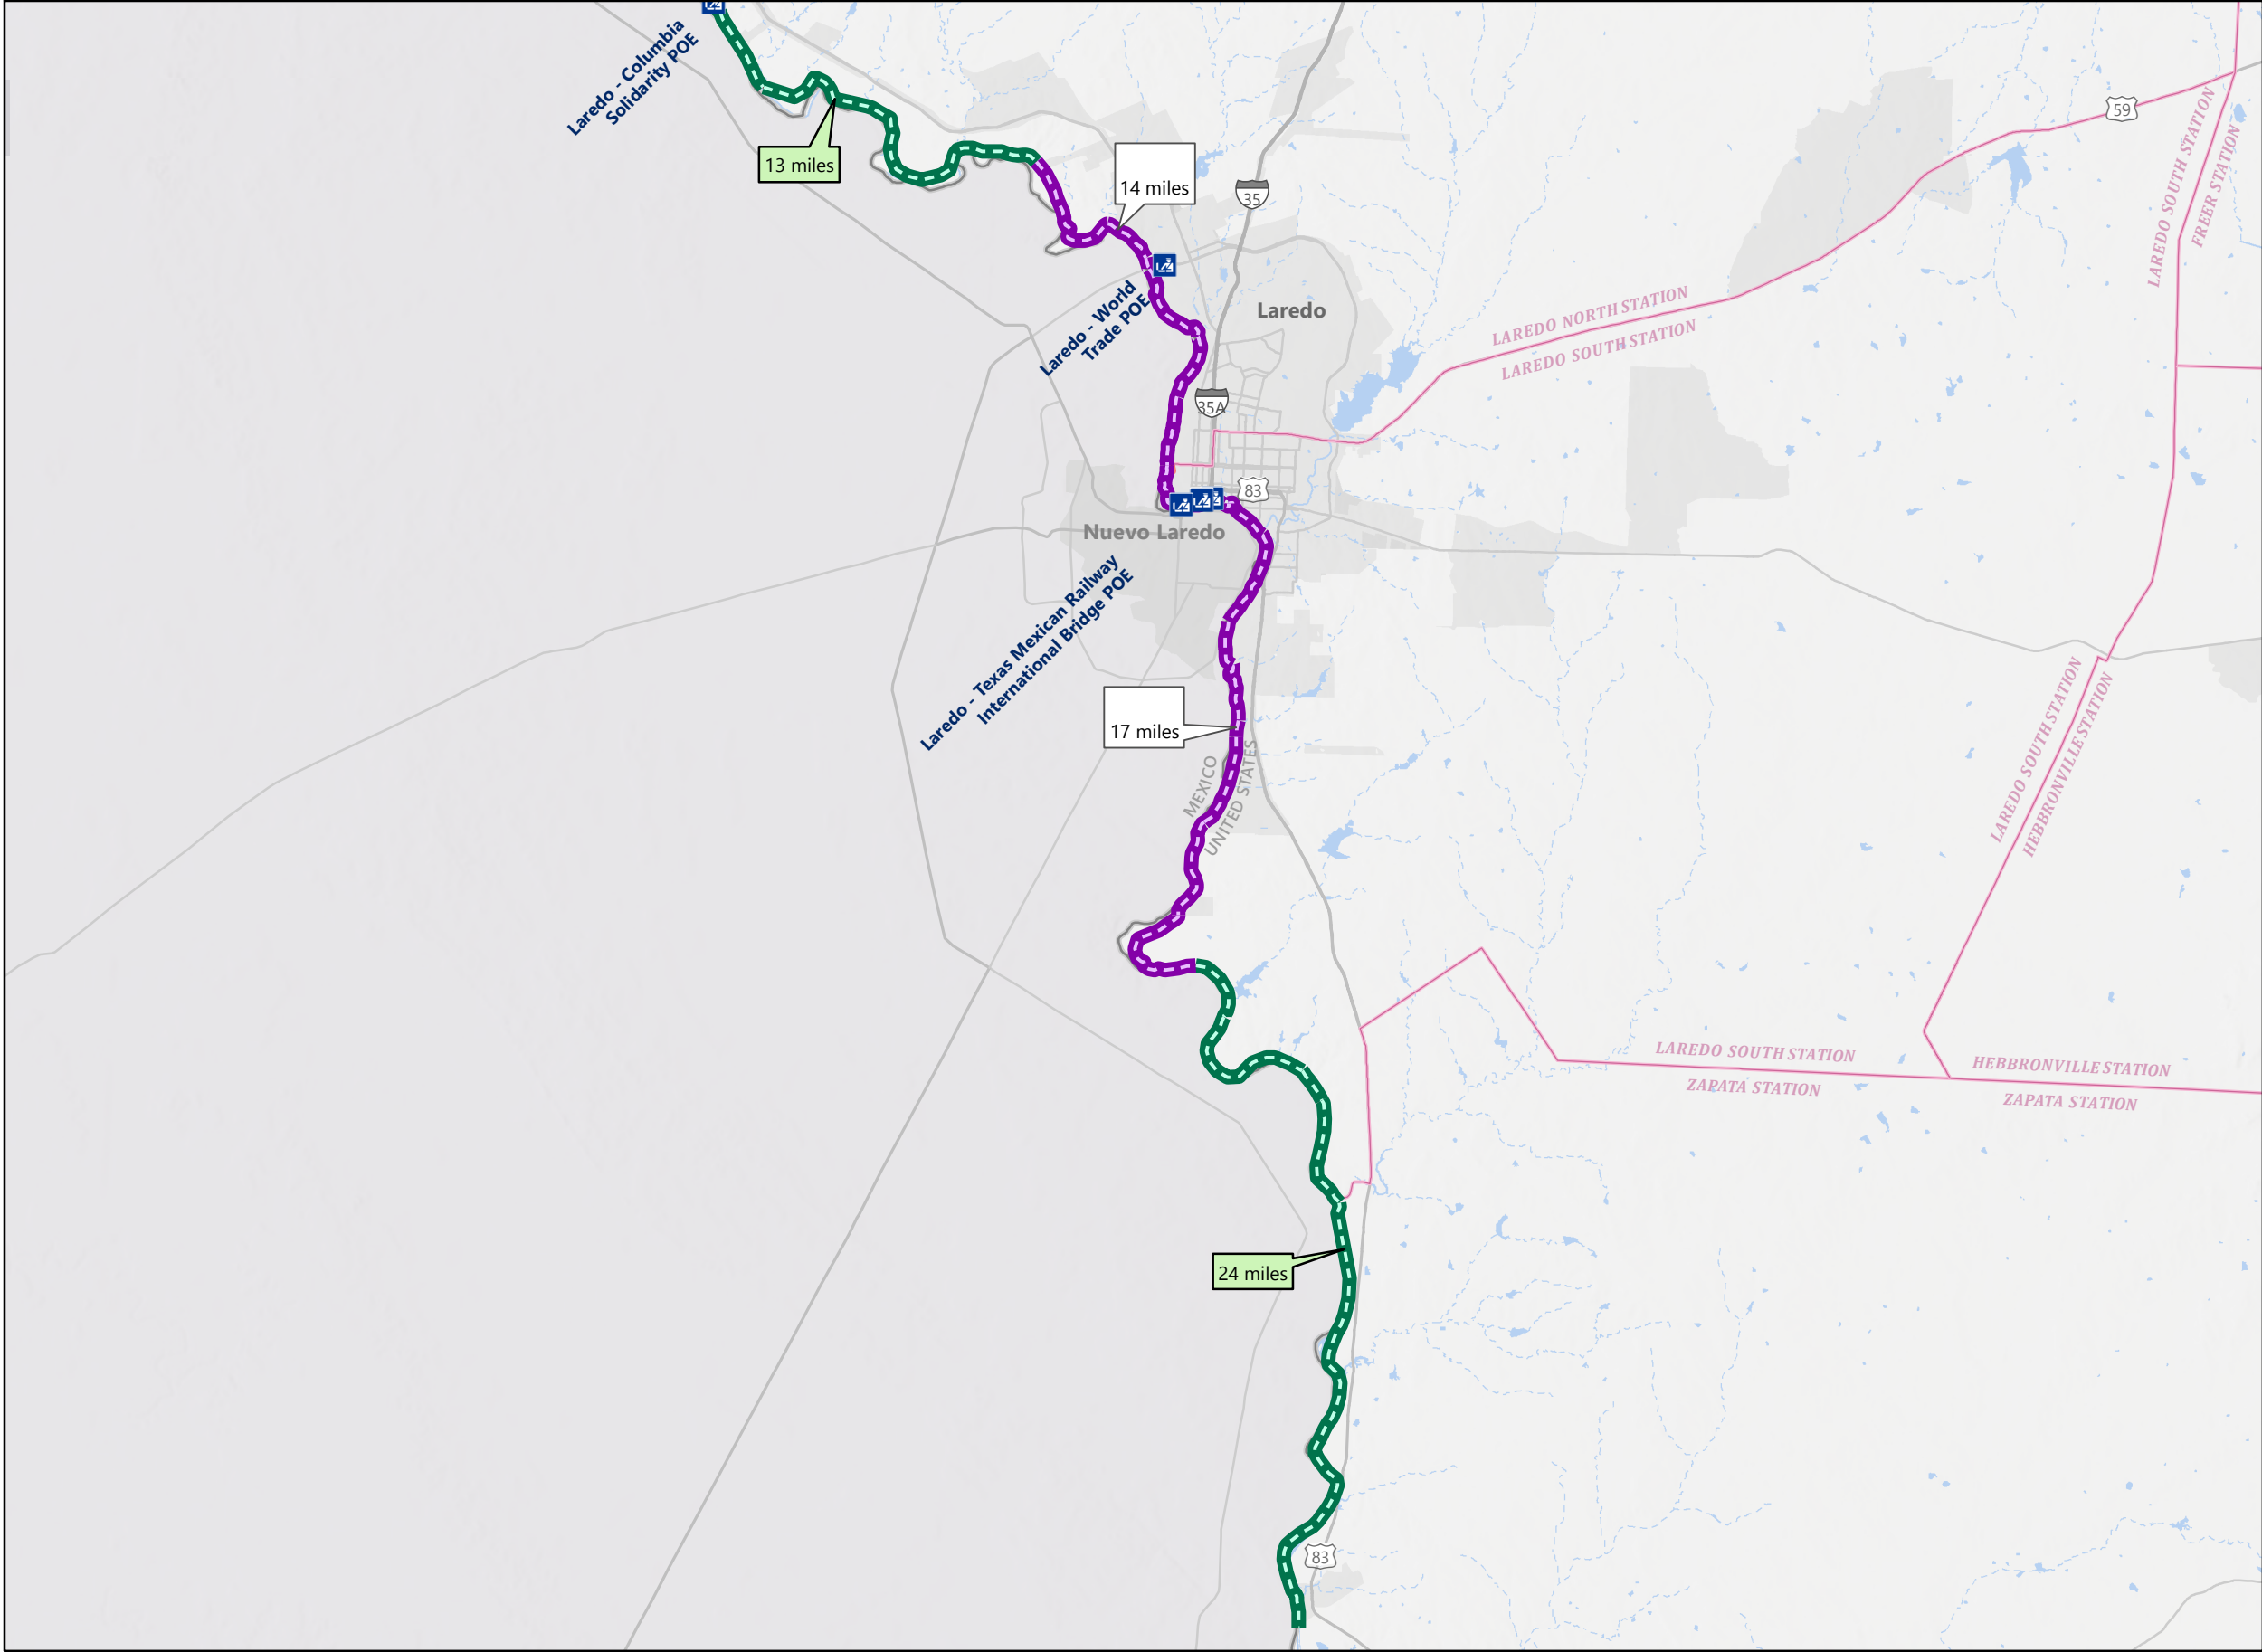 Laredo - Columbia
Solidarity POE
13 miles
14 miles
35
59
LAREDO SOUTH STATION
FREER STATION
Laredo
Laredo - World
Trade POE
LAREDO NORTH STATION
LAREDO SOUTH STATION
35A
83
Nuevo Laredo
Laredo - Texas Mexican Railway
International Bridge POE
17 miles
MEXICO
UNITED STATES
LAREDO SOUTH STATION
HEBBRONVILLE STATION
LAREDO SOUTH STATION
ZAPATA STATION
HEBBRONVILLE STATION
ZAPATA STATION
24 miles
83